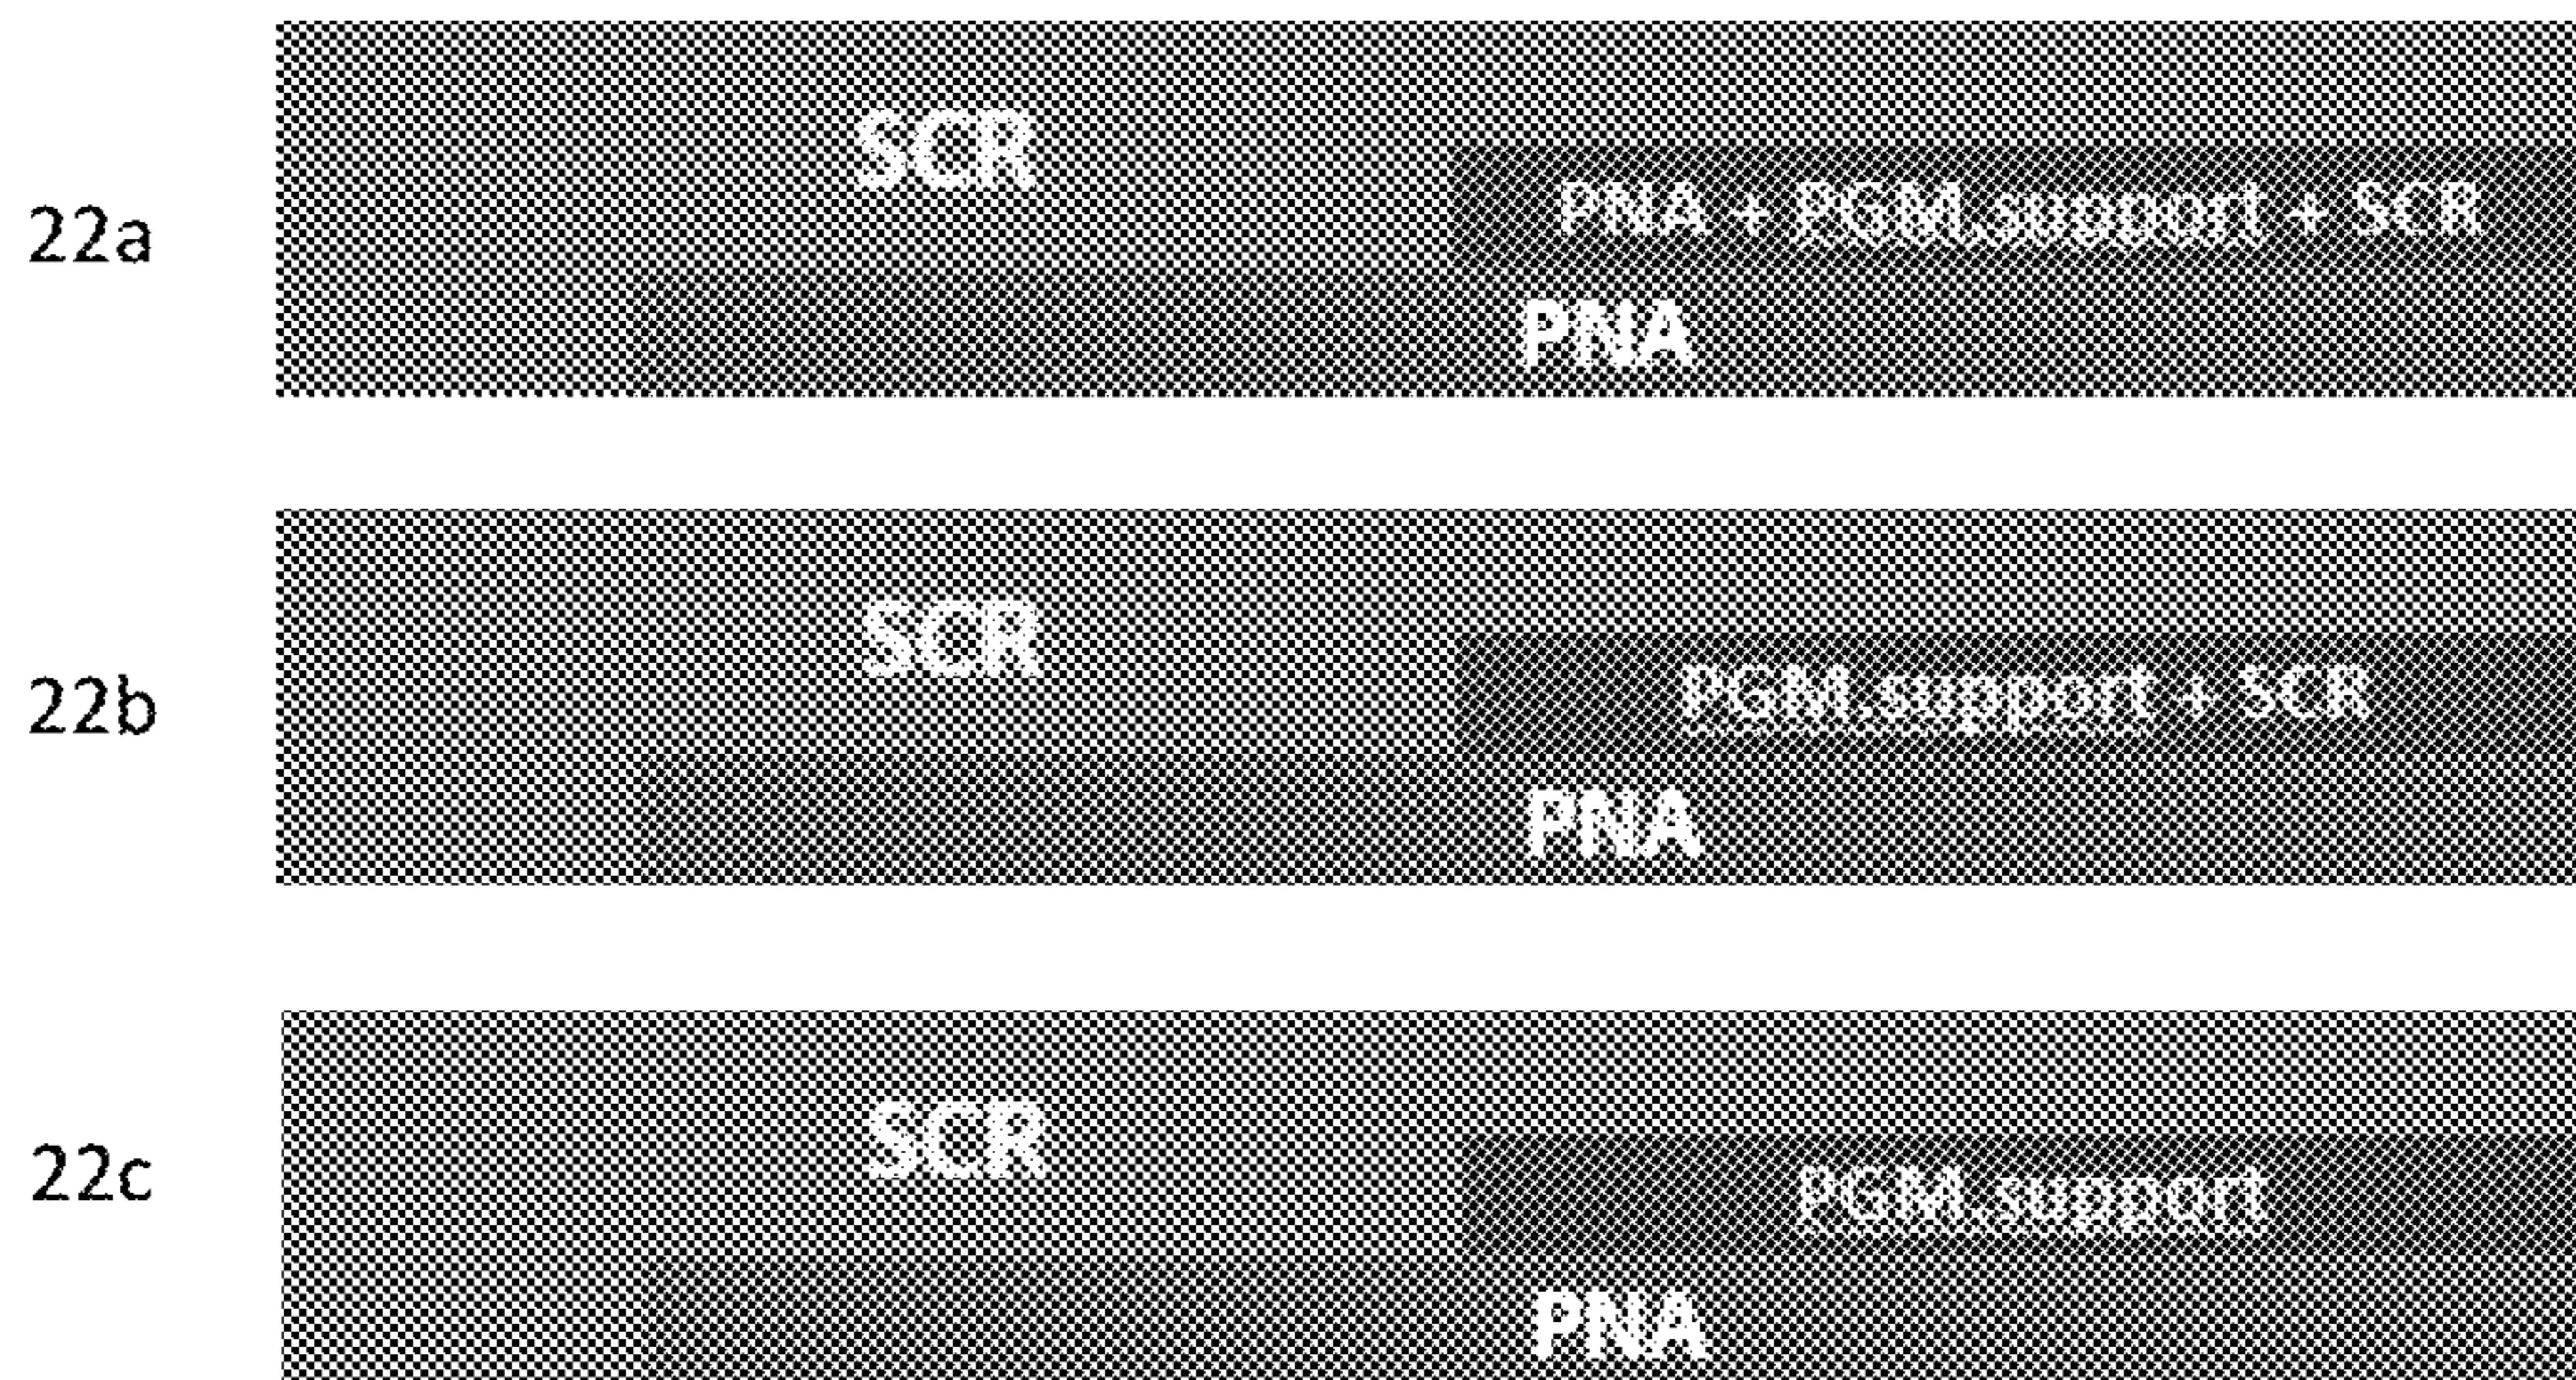 22a
SCR
PNA + PGM.support + SCR
PNA
22b
SCR
PGM.support + SCR
PNA
22c
SCR
PGM.support
PNA